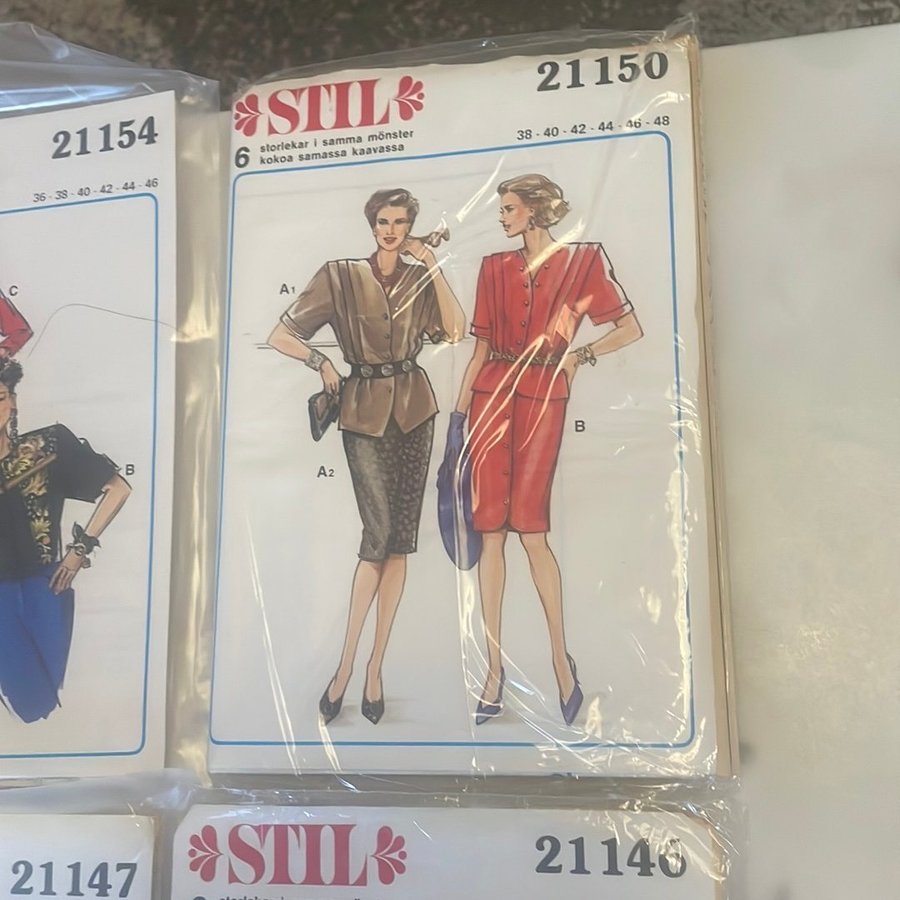 21154
36 - 38 - 40 - 42 - 44 - 46
C
B
STIL
21150
38 - 40 - 42 - 44 - 46 - 48
6 storlekar i samma mönster
kokoa samassa kaavassa
A1
A2
B
21147
STIL
21146